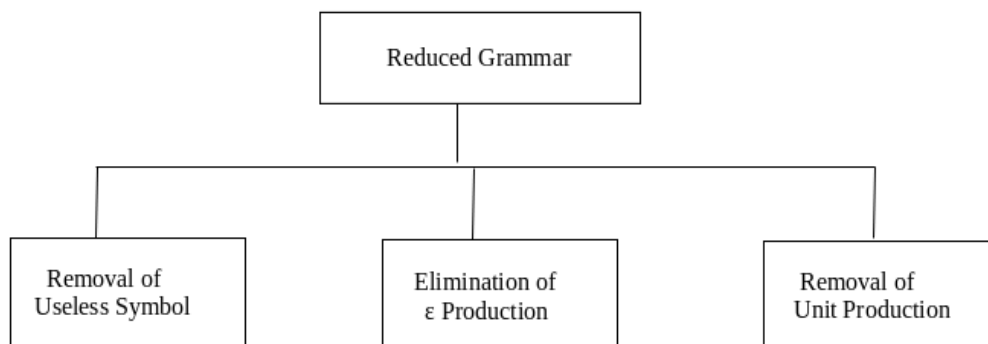 Reduced Grammar
Removal of
Useless Symbol
Elimination of
ε Production
Removal of
Unit Production